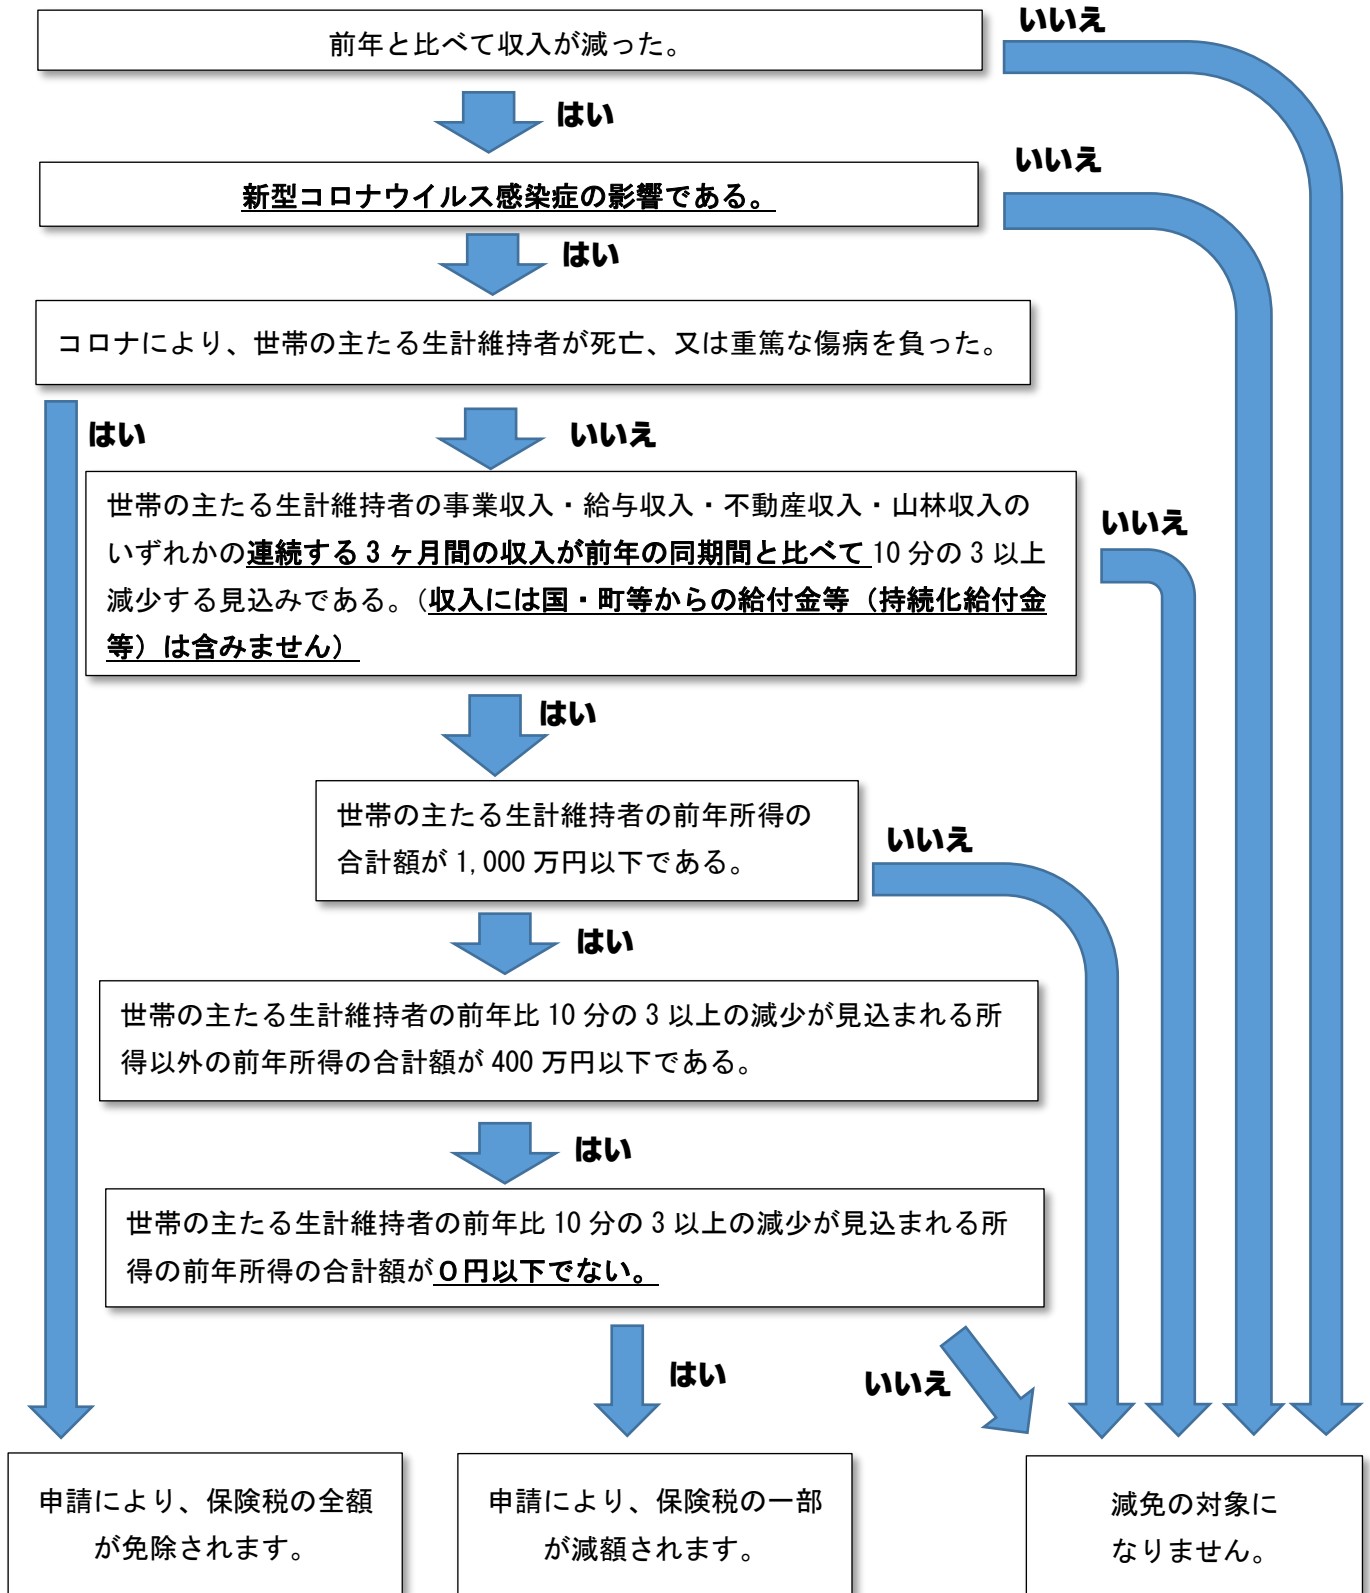 いいえ
前年と比べて収入が減った。
はい
いいえ
新型コロナウイルス感染症の影響である。
はい
コロナにより、世帯の主たる生計維持者が死亡、又は重篤な傷病を負った。
はい
いいえ
世帯の主たる生計維持者の事業収入・給与収入・不動産収入・山林収入の
いずれかの連続する3ヶ月間の収入が前年の同期間と比べて10分の3以上
減少する見込みである。（収入には国・町等からの給付金等（持続化給付金
等）は含みません）
いいえ
はい
世帯の主たる生計維持者の前年所得の
合計額が1,000万円以下である。
いいえ
はい
世帯の主たる生計維持者の前年比10分の3以上の減少が見込まれる所
得以外の前年所得の合計額が400万円以下である。
はい
世帯の主たる生計維持者の前年比10分の3以上の減少が見込まれる所
得の前年所得の合計額が０円以下でない。
はい
いいえ
申請により、保険税の全額
が免除されます。
申請により、保険税の一部
が減額されます。
減免の対象に
なりません。